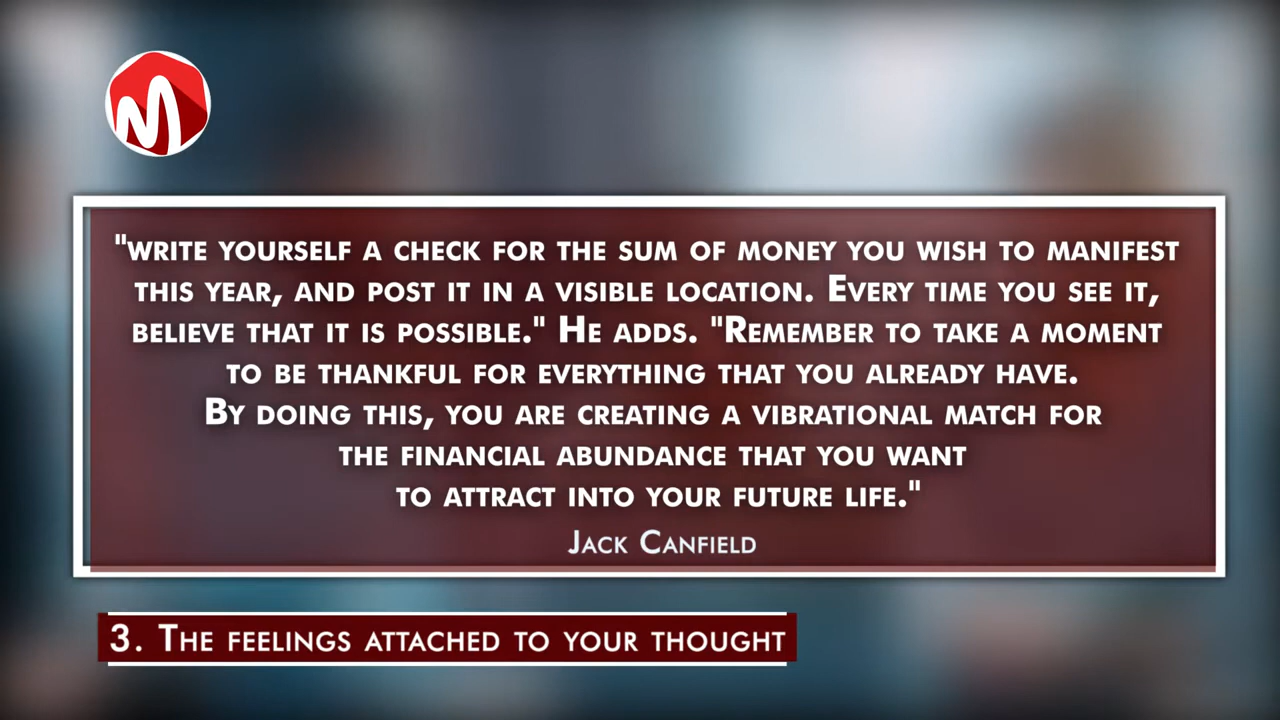 "WRITE YOURSELF A CHECK FOR THE SUM OF MONEY YOU WISH TO MANIFEST
THIS YEAR, AND POST IT IN A VISIBLE LOCATION. EVERY TIME YOU SEE IT,
BELIEVE THAT IT IS POSSIBLE." HE ADDS. "REMEMBER TO TAKE A MOMENT
TO BE THANKFUL FOR EVERYTHING THAT YOU ALREADY HAVE.
BY DOING THIS, YOU ARE CREATING A VIBRATIONAL MATCH FOR
THE FINANCIAL ABUNDANCE THAT YOU WANT
TO ATTRACT INTO YOUR FUTURE LIFE."
JACK CANFIELD
3. THE FEELINGS ATTACHED TO YOUR THOUGHT